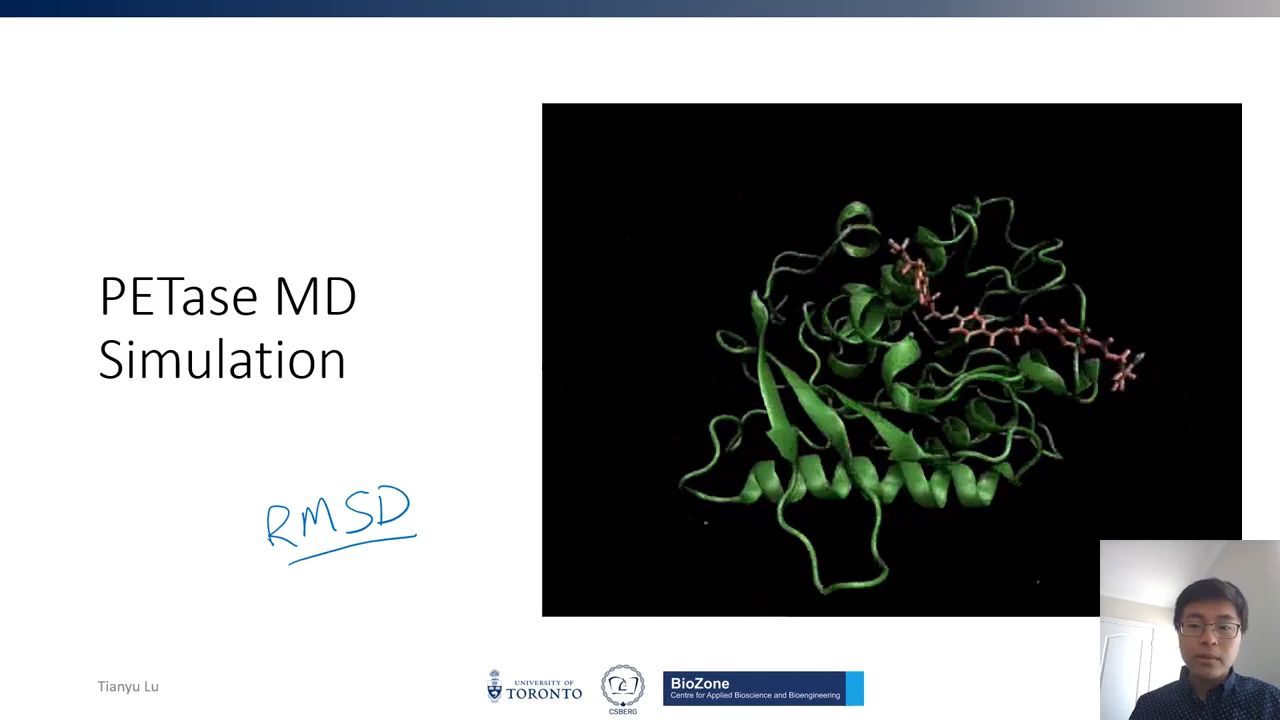 PETase MD
Simulation
RMSD
Tianyu Lu
UNIVERSITY OF
TORONTO
CSBERG
BioZone
Centre for Applied Bioscience and Bioengineering